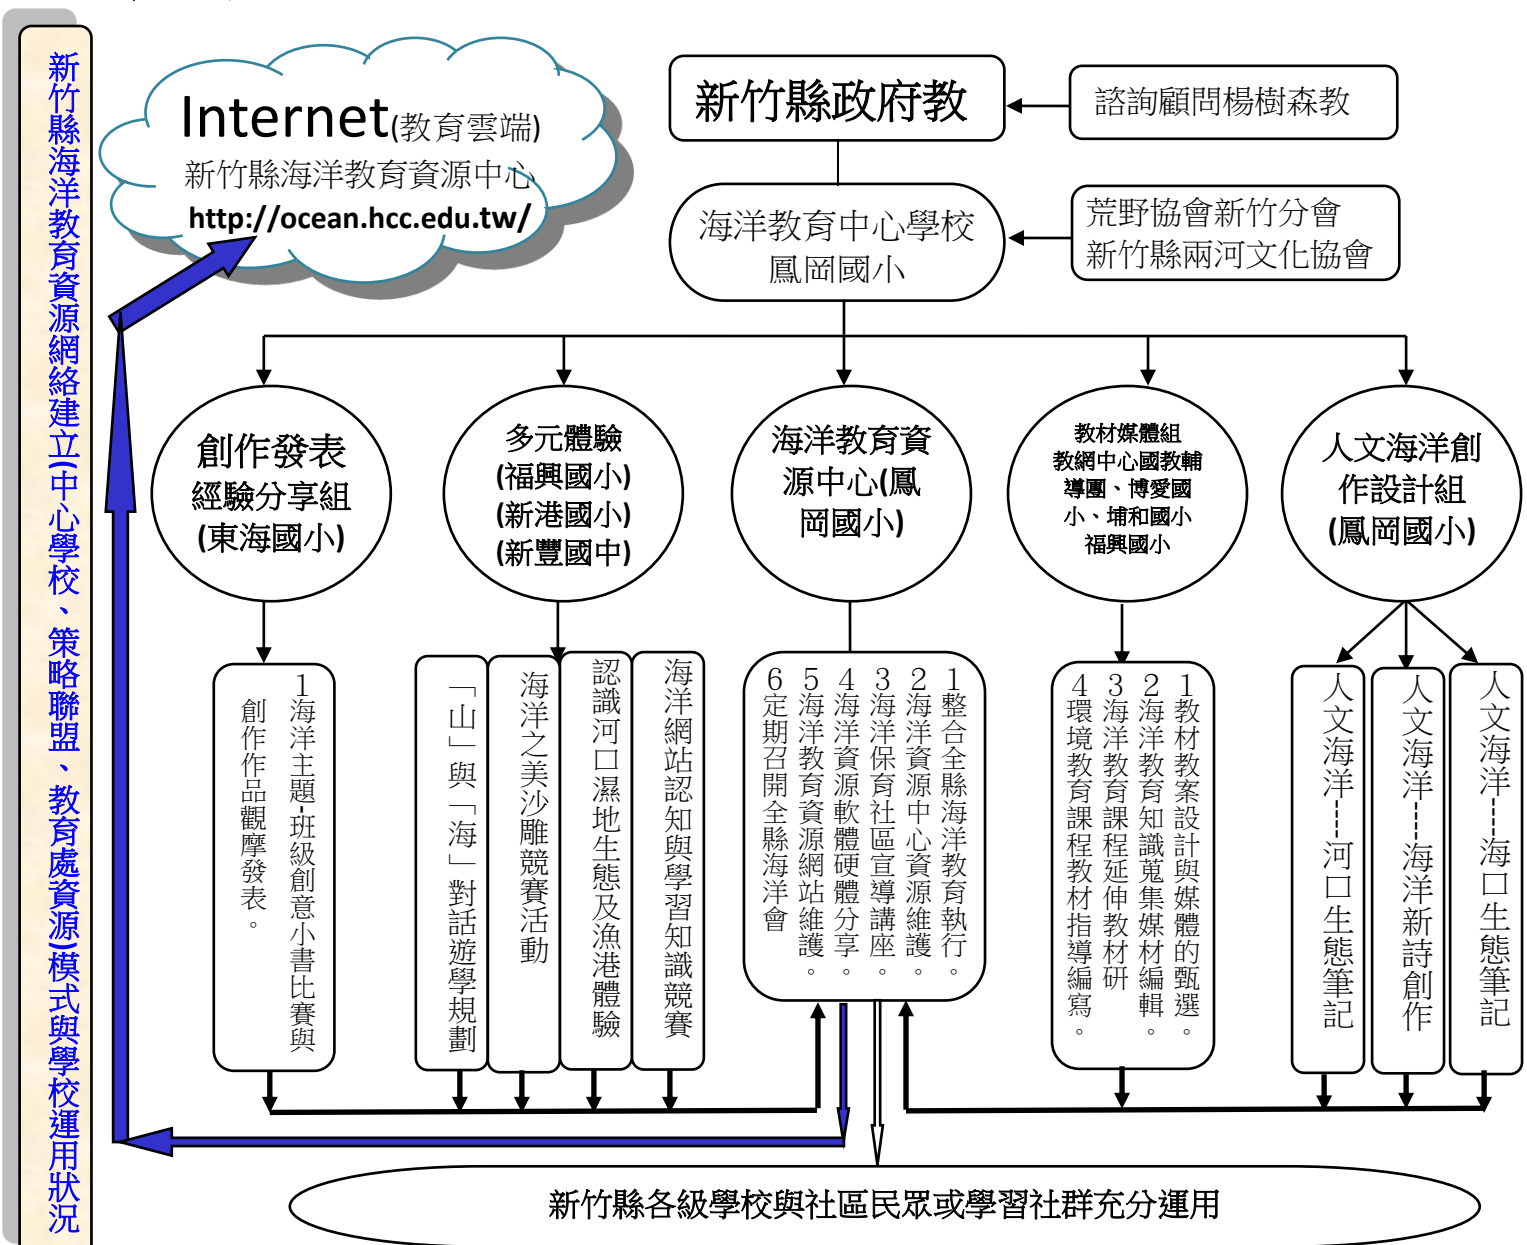 新竹縣海洋教育資源網絡建立(中心學校、策略聯盟、教育處資源)模式與學校運用狀況
Internet(教育雲端)
新竹縣海洋教育資源中心
http://ocean.hcc.edu.tw/
新竹縣政府教
諮詢顧問楊樹森教
海洋教育中心學校
鳳岡國小
荒野協會新竹分會
新竹縣兩河文化協會
創作發表
經驗分享組
(東海國小)
多元體驗
(福興國小)
(新港國小)
(新豐國中)
海洋教育資
源中心(鳳
岡國小)
教材媒體組
教網中心國教輔
導團、博愛國
小、埔和國小
福興國小
人文海洋創
作設計組
(鳳岡國小)
1海洋主題-班級創意小書比賽與
創作作品觀摩發表。
「山」與「海」對話遊學規劃
海洋之美沙雕競賽活動
認識河口濕地生態及漁港體驗
海洋網站認知與學習知識競賽
1整合全縣海洋教育執行。
2海洋資源中心資源維護。
3海洋保育社區宣導講座。
4海洋資源軟體硬體分享。
5海洋教育資源網站維護。
6定期召開全縣海洋會
1教材教案設計與媒體的甄選。
2海洋教育知識蒐集媒材編輯。
3海洋教育課程延伸教材研
4環境教育課程教材指導編寫。
人文海洋----河口生態筆記
人文海洋----海洋新詩創作
人文海洋----海口生態筆記
新竹縣各級學校與社區民眾或學習社群充分運用